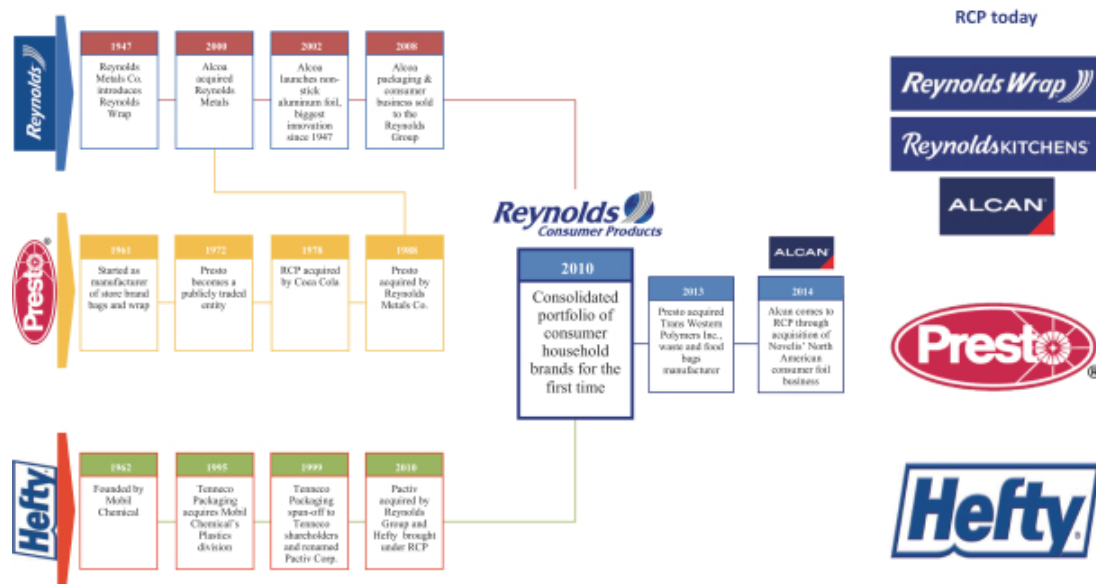 RCP today
Reynolds
1947
Reynolds
Metals Co.
introduces
Reynolds
Wrap
2000
Alcoa
acquired
Reynolds
Metals
2002
Alcoa
launches non-
stick
aluminum foil,
biggest
innovation
since 1947
2008
Alcoa
packaging &
consumer
business sold
to the
Reynolds
Group
Presto®
1961
Started as
manufacturer
of store brand
bags and wrap
1972
Presto
becomes a
publicly traded
entity
1978
RCP acquired
by Coca Cola
1988
Presto
acquired by
Reynolds
Metals Co.
Hefty
1962
Founded by
Mobil
Chemical
1995
Tenneco
Packaging
acquires Mobil
Chemical's
Plastics
division
1999
Tenneco
Packaging
spun-off to
Tenneco
shareholders
and renamed
Pactiv Corp.
2010
Pactiv
acquired by
Reynolds
Group and
Hefty brought
under RCP
Reynolds
Consumer Products
2010
Consolidated
portfolio of
consumer
household
brands for the
first time
2013
Presto acquired
Trans Western
Polymers Inc.,
waste and food
bags
manufacturer
ALCAN
2014
Alcan comes to
RCP through
acquisition of
Novelis' North
American
consumer foil
business
Reynolds Wrap
Reynolds KITCHENS
ALCAN
Presto®
Hefty